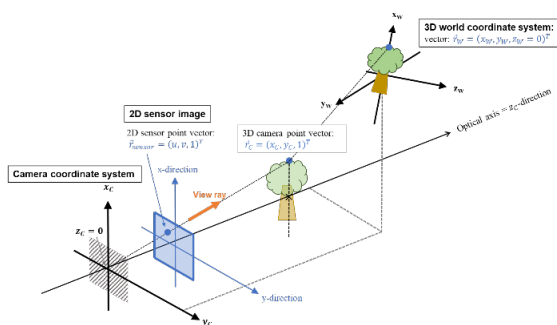 x_W
3D world coordinate system:
vector: r⃗_W = (x_W, y_W, z_W = 0)^T
z_W
y_W
Optical axis = z_C-direction
2D sensor image
2D sensor point vector:
r⃗_sensor = (u, v, 1)^T
3D camera point vector:
r⃗_C = (x_C, y_C, 1)^T
x-direction
Camera coordinate system
View ray
x_C
z_C = 0
y-direction
y_C